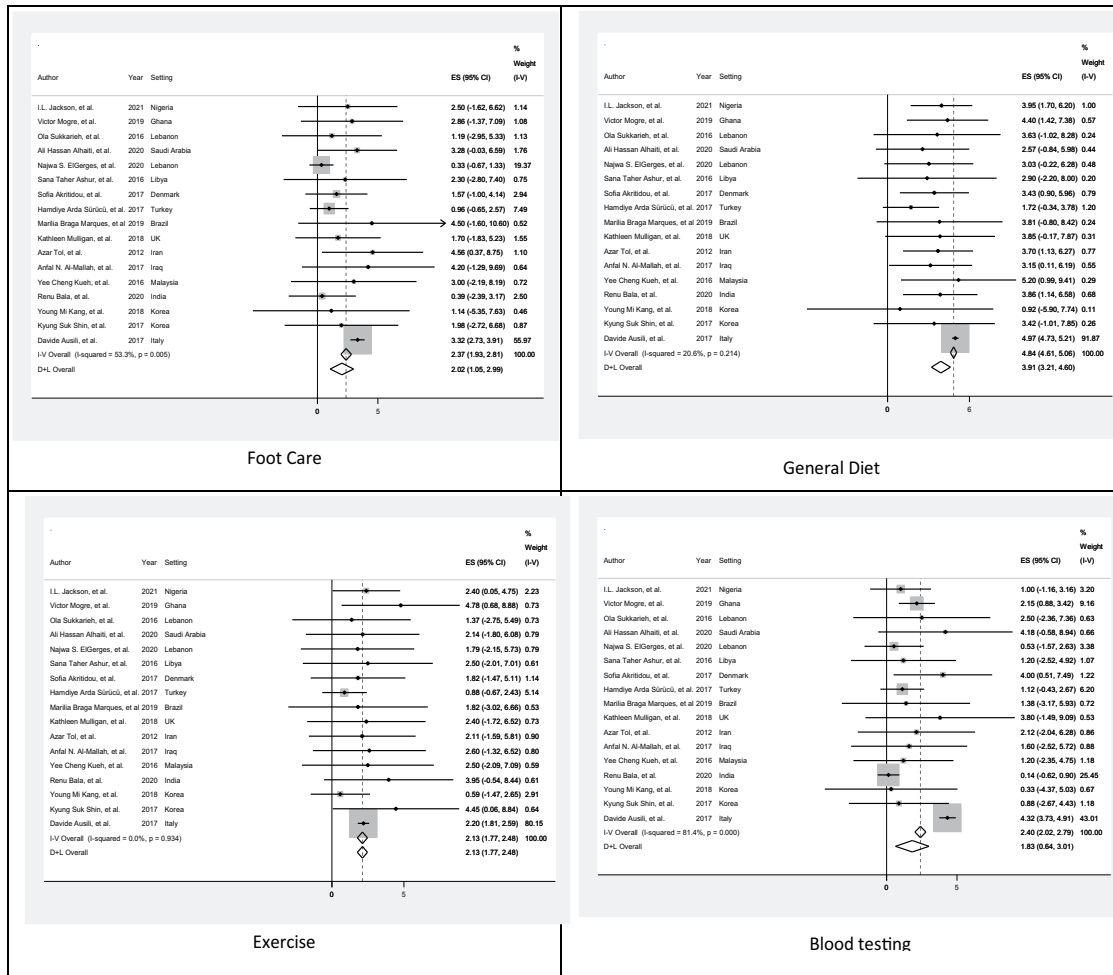 %
Weight
Author Year Setting ES (95% CI) (I-V)
I.L. Jackson, et al. 2021 Nigeria 2.50 (-1.62, 6.62) 1.14
Victor Mogre, et al. 2019 Ghana 2.86 (-1.37, 7.09) 1.08
Ola Sukkarieh, et al. 2016 Lebanon 1.19 (-2.95, 5.33) 1.13
Ali Hassan Alhaiti, et al. 2020 Saudi Arabia 3.28 (-0.03, 6.59) 1.76
Najwa S. ElGerges, et al. 2020 Lebanon 0.33 (-0.67, 1.33) 19.37
Sana Taher Ashur, et al. 2016 Libya 2.30 (-2.80, 7.40) 0.75
Sofia Akritidou, et al. 2017 Denmark 1.57 (-1.00, 4.14) 2.94
Hamdiye Arda Sürücü, et al. 2017 Turkey 0.96 (-0.65, 2.57) 7.49
Marilia Braga Marques, et al 2019 Brazil 4.50 (-1.60, 10.60) 0.52
Kathleen Mulligan, et al. 2018 UK 1.70 (-1.83, 5.23) 1.55
Azar Tol, et al. 2012 Iran 4.56 (0.37, 8.75) 1.10
Anfal N. Al-Mallah, et al. 2017 Iraq 4.20 (-1.29, 9.69) 0.64
Yee Cheng Kueh, et al. 2016 Malaysia 3.00 (-2.19, 8.19) 0.72
Renu Bala, et al. 2020 India 0.39 (-2.39, 3.17) 2.50
Young Mi Kang, et al. 2018 Korea 1.14 (-5.35, 7.63) 0.46
Kyung Suk Shin, et al. 2017 Korea 1.98 (-2.72, 6.68) 0.87
Davide Ausili, et al. 2017 Italy 3.32 (2.73, 3.91) 55.97
I-V Overall (I-squared = 53.3%, p = 0.005) 2.37 (1.93, 2.81) 100.00
D+L Overall 2.02 (1.05, 2.99)
0 5
Foot Care
%
Weight
Author Year Setting ES (95% CI) (I-V)
I.L. Jackson, et al. 2021 Nigeria 3.95 (1.70, 6.20) 1.00
Victor Mogre, et al. 2019 Ghana 4.40 (1.42, 7.38) 0.57
Ola Sukkarieh, et al. 2016 Lebanon 3.63 (-1.02, 8.28) 0.24
Ali Hassan Alhaiti, et al. 2020 Saudi Arabia 2.57 (-0.84, 5.98) 0.44
Najwa S. ElGerges, et al. 2020 Lebanon 3.03 (-0.22, 6.28) 0.48
Sana Taher Ashur, et al. 2016 Libya 2.90 (-2.20, 8.00) 0.20
Sofia Akritidou, et al. 2017 Denmark 3.43 (0.90, 5.96) 0.79
Hamdiye Arda Sürücü, et al. 2017 Turkey 1.72 (-0.34, 3.78) 1.20
Marilia Braga Marques, et al 2019 Brazil 3.81 (-0.80, 8.42) 0.24
Kathleen Mulligan, et al. 2018 UK 3.85 (-0.17, 7.87) 0.31
Azar Tol, et al. 2012 Iran 3.70 (1.13, 6.27) 0.77
Anfal N. Al-Mallah, et al. 2017 Iraq 3.15 (0.11, 6.19) 0.55
Yee Cheng Kueh, et al. 2016 Malaysia 5.20 (0.99, 9.41) 0.29
Renu Bala, et al. 2020 India 3.86 (1.14, 6.58) 0.68
Young Mi Kang, et al. 2018 Korea 0.92 (-5.90, 7.74) 0.11
Kyung Suk Shin, et al. 2017 Korea 3.42 (-1.01, 7.85) 0.26
Davide Ausili, et al. 2017 Italy 4.97 (4.73, 5.21) 91.87
I-V Overall (I-squared = 20.6%, p = 0.214) 4.84 (4.61, 5.06) 100.00
D+L Overall 3.91 (3.21, 4.60)
0 6
General Diet
%
Weight
Author Year Setting ES (95% CI) (I-V)
I.L. Jackson, et al. 2021 Nigeria 2.40 (0.05, 4.75) 2.23
Victor Mogre, et al. 2019 Ghana 4.78 (0.68, 8.88) 0.73
Ola Sukkarieh, et al. 2016 Lebanon 1.37 (-2.75, 5.49) 0.73
Ali Hassan Alhaiti, et al. 2020 Saudi Arabia 2.14 (-1.80, 6.08) 0.79
Najwa S. ElGerges, et al. 2020 Lebanon 1.79 (-2.15, 5.73) 0.79
Sana Taher Ashur, et al. 2016 Libya 2.50 (-2.01, 7.01) 0.61
Sofia Akritidou, et al. 2017 Denmark 1.82 (-1.47, 5.11) 1.14
Hamdiye Arda Sürücü, et al. 2017 Turkey 0.88 (-0.67, 2.43) 5.14
Marilia Braga Marques, et al 2019 Brazil 1.82 (-3.02, 6.66) 0.53
Kathleen Mulligan, et al. 2018 UK 2.40 (-1.72, 6.52) 0.73
Azar Tol, et al. 2012 Iran 2.11 (-1.59, 5.81) 0.90
Anfal N. Al-Mallah, et al. 2017 Iraq 2.60 (-1.32, 6.52) 0.80
Yee Cheng Kueh, et al. 2016 Malaysia 2.50 (-2.09, 7.09) 0.59
Renu Bala, et al. 2020 India 3.95 (-0.54, 8.44) 0.61
Young Mi Kang, et al. 2018 Korea 0.59 (-1.47, 2.65) 2.91
Kyung Suk Shin, et al. 2017 Korea 4.45 (0.06, 8.84) 0.64
Davide Ausili, et al. 2017 Italy 2.20 (1.81, 2.59) 80.15
I-V Overall (I-squared = 0.0%, p = 0.934) 2.13 (1.77, 2.48) 100.00
D+L Overall 2.13 (1.77, 2.48)
0 5
Exercise
%
Weight
Author Year Setting ES (95% CI) (I-V)
I.L. Jackson, et al. 2021 Nigeria 1.00 (-1.16, 3.16) 3.20
Victor Mogre, et al. 2019 Ghana 2.15 (0.88, 3.42) 9.16
Ola Sukkarieh, et al. 2016 Lebanon 2.50 (-2.36, 7.36) 0.63
Ali Hassan Alhaiti, et al. 2020 Saudi Arabia 4.18 (-0.58, 8.94) 0.65
Najwa S. ElGerges, et al. 2020 Lebanon 0.53 (-1.57, 2.63) 3.38
Sana Taher Ashur, et al. 2016 Libya 1.20 (-2.52, 4.92) 1.07
Sofia Akritidou, et al. 2017 Denmark 4.00 (0.51, 7.49) 1.22
Hamdiye Arda Sürücü, et al. 2017 Turkey 1.12 (-0.43, 2.67) 6.20
Marilia Braga Marques, et al 2019 Brazil 1.38 (-3.17, 5.93) 0.72
Kathleen Mulligan, et al. 2018 UK 3.80 (-1.49, 9.09) 0.53
Azar Tol, et al. 2012 Iran 2.12 (-2.04, 6.28) 0.86
Anfal N. Al-Mallah, et al. 2017 Iraq 1.60 (-2.52, 5.72) 0.88
Yee Cheng Kueh, et al. 2016 Malaysia 1.20 (-2.35, 4.75) 1.18
Renu Bala, et al. 2020 India 0.14 (-0.62, 0.90) 25.45
Young Mi Kang, et al. 2018 Korea 0.33 (-4.37, 5.03) 0.67
Kyung Suk Shin, et al. 2017 Korea 0.88 (-2.67, 4.43) 1.18
Davide Ausili, et al. 2017 Italy 4.32 (3.73, 4.91) 43.01
I-V Overall (I-squared = 81.4%, p = 0.000) 2.40 (2.02, 2.79) 100.00
D+L Overall 1.83 (0.64, 3.01)
0 5
Blood testing